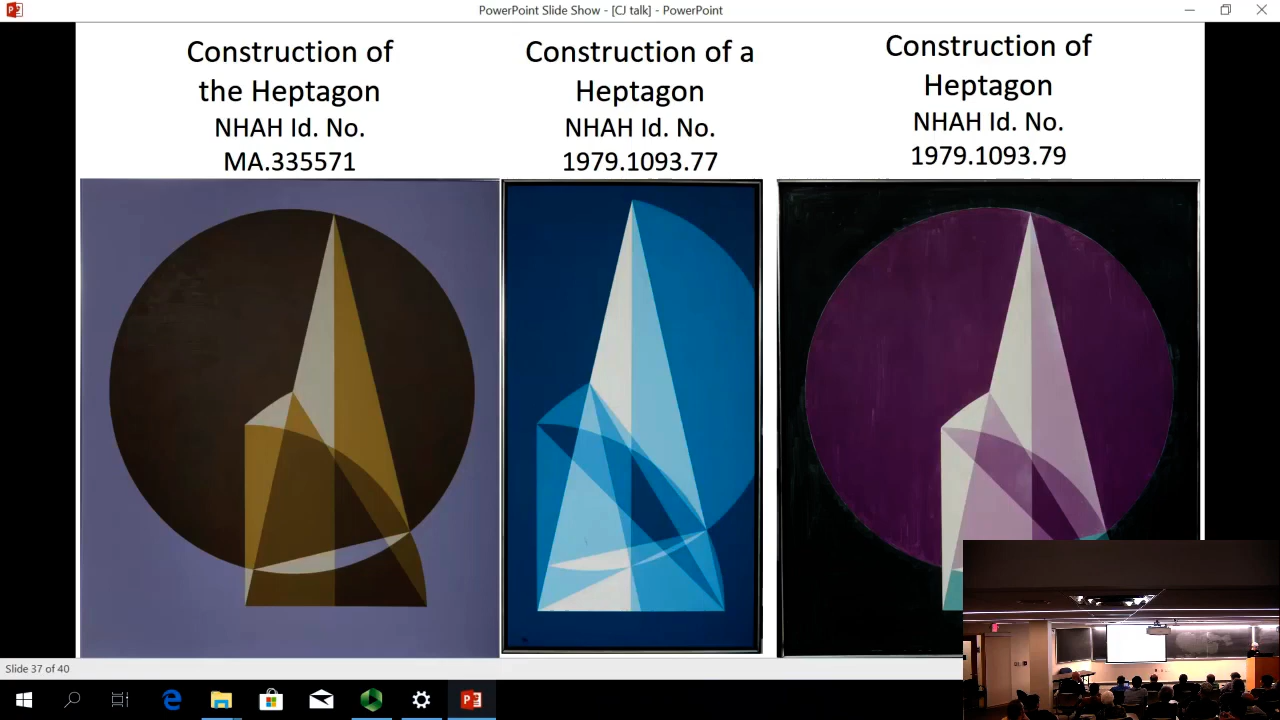 PowerPoint Slide Show - [CJ talk] - PowerPoint
Construction of
the Heptagon
NHAH Id. No.
MA.335571
Construction of a
Heptagon
NHAH Id. No.
1979.1093.77
Construction of
Heptagon
NHAH Id. No.
1979.1093.79
Slide 37 of 40